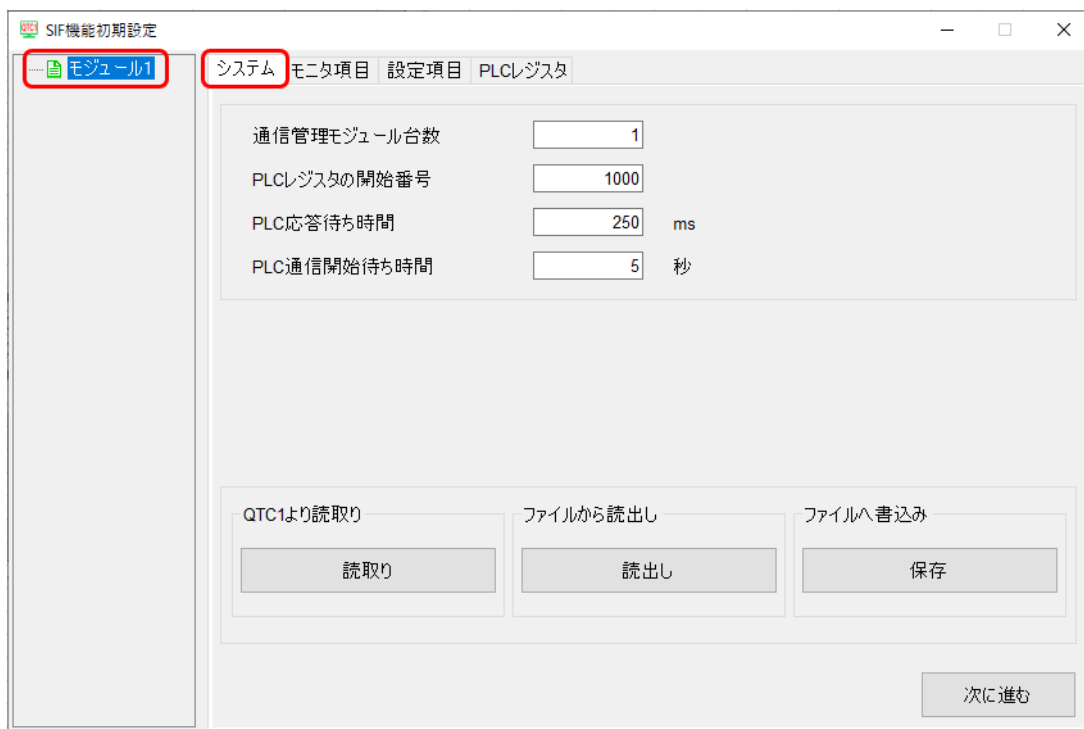 QTC1 SIF機能初期設定
モジュール1
システム モニタ項目 設定項目 PLCレジスタ
通信管理モジュール台数 1
PLCレジスタの開始番号 1000
PLC応答待ち時間 250 ms
PLC通信開始待ち時間 5 秒
QTC1より読取り ファイルから読出し ファイルへ書込み
読取り 読出し 保存
次に進む